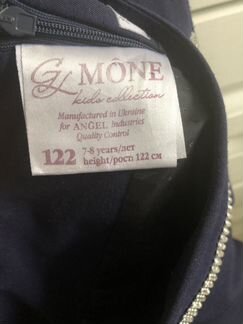 GL MÔNE
kids collection
Manufactured in Ukraine
for ANGEL Industries
Quality Control
122 7-8 years/лет
height/рост 122 см